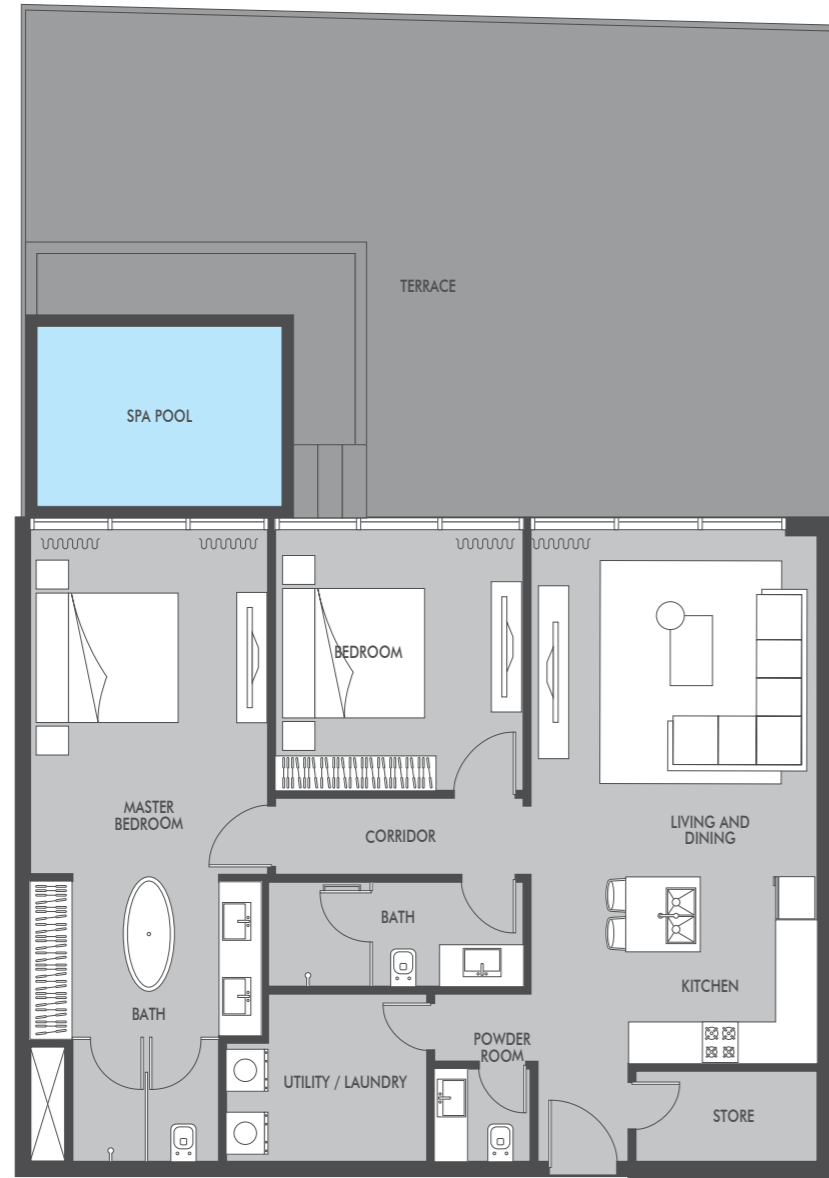 TERRACE
SPA POOL
BEDROOM
MASTER
BEDROOM
CORRIDOR
LIVING AND
DINING
BATH
KITCHEN
BATH
POWDER
ROOM
UTILITY / LAUNDRY
STORE